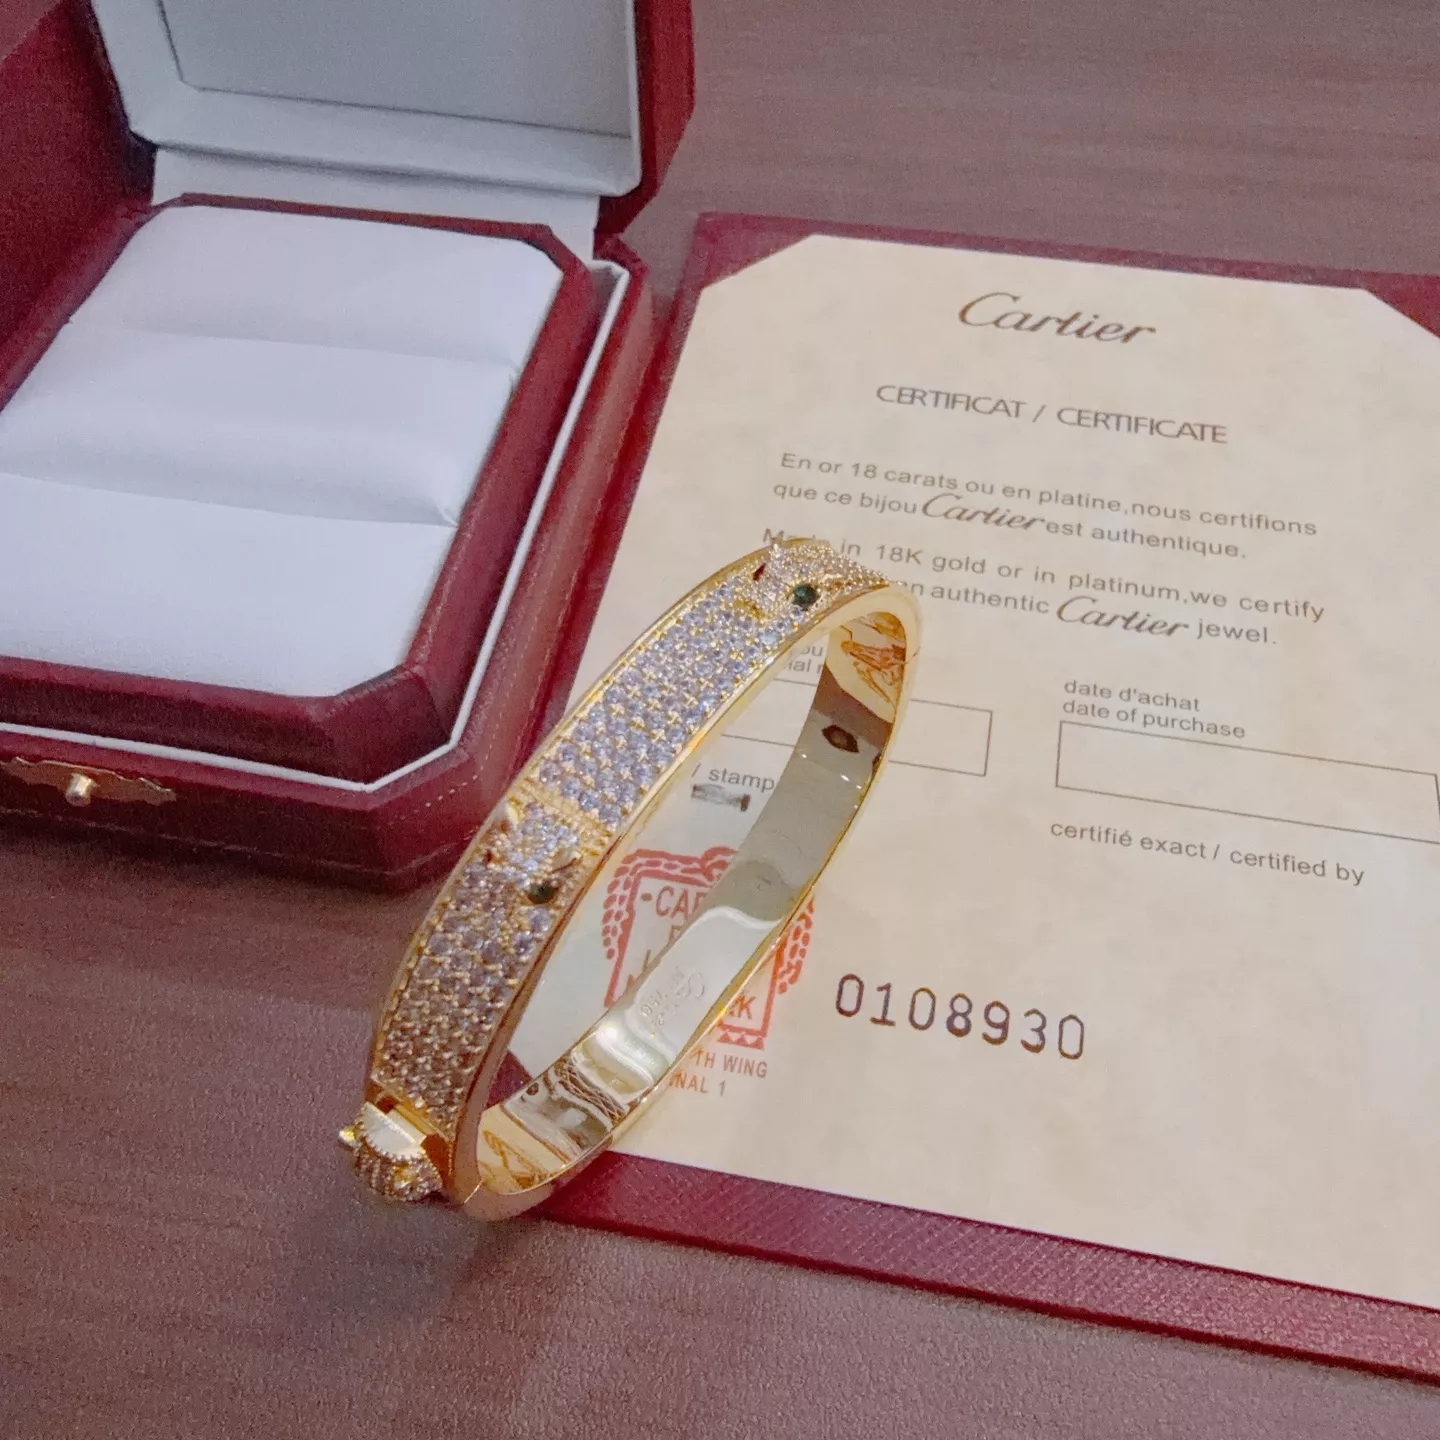 Cartier
CERTIFICAT / CERTIFICATE
En or 18 carats ou en platine,nous certifions
que ce bijou Cartier est authentique.
in 18K gold or in platinum,we certify
authentic Cartier jewel.
date d'achat
date of purchase
/ stamp
certifié exact / certified by
0108930
WING
1